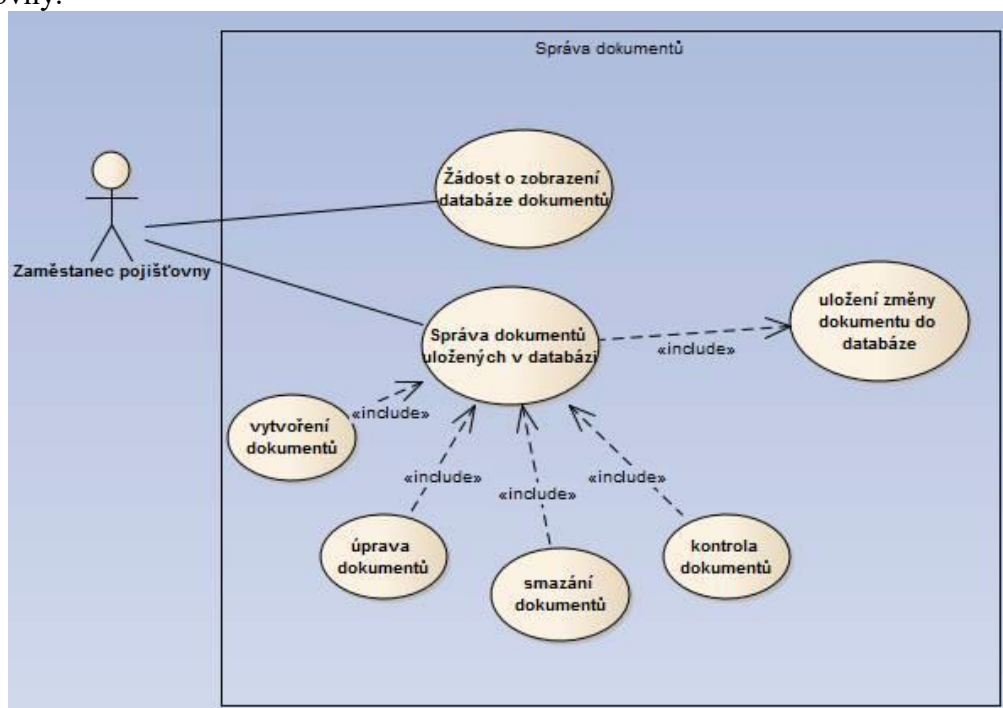 Správa dokumentů
Žádost o zobrazení
databáze dokumentů
Zaměstanec pojišťovny
Správa dokumentů
uložených v databázi
uložení změny
dokumentu do
databáze
«include»
vytvoření
dokumentů
«include»
«include»
«include»
«include»
úprava
dokumentů
smazání
dokumentů
kontrola
dokumentů